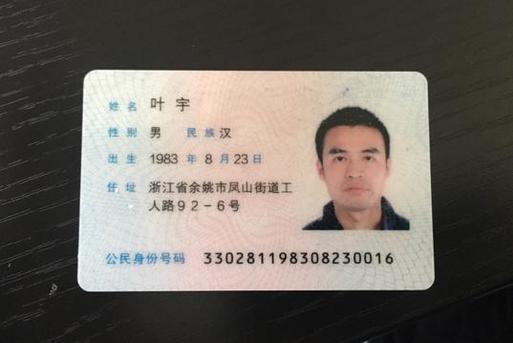 姓名 叶宇
性别 男 民族 汉
出生 1983 年 8 月 23 日
住址 浙江省余姚市凤山街道工
人路92-6号
公民身份号码 330281198308230016